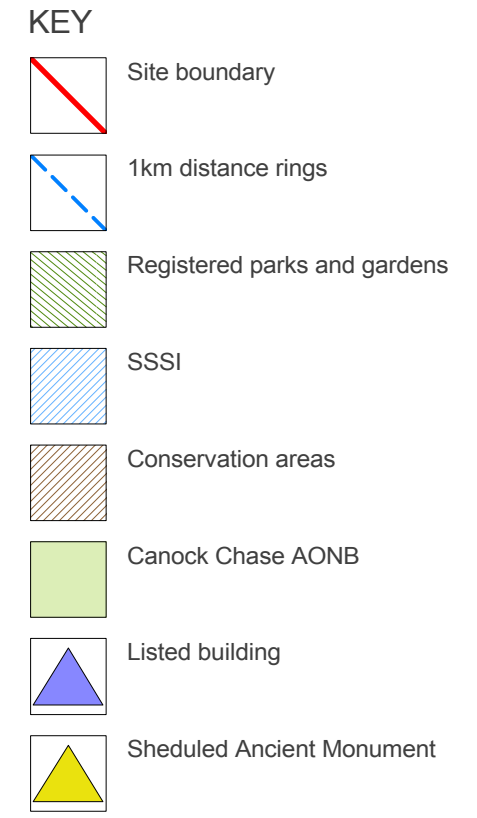 KEY
Site boundary
1km distance rings
Registered parks and gardens
SSSI
Conservation areas
Canock Chase AONB
Listed building
Sheduled Ancient Monument